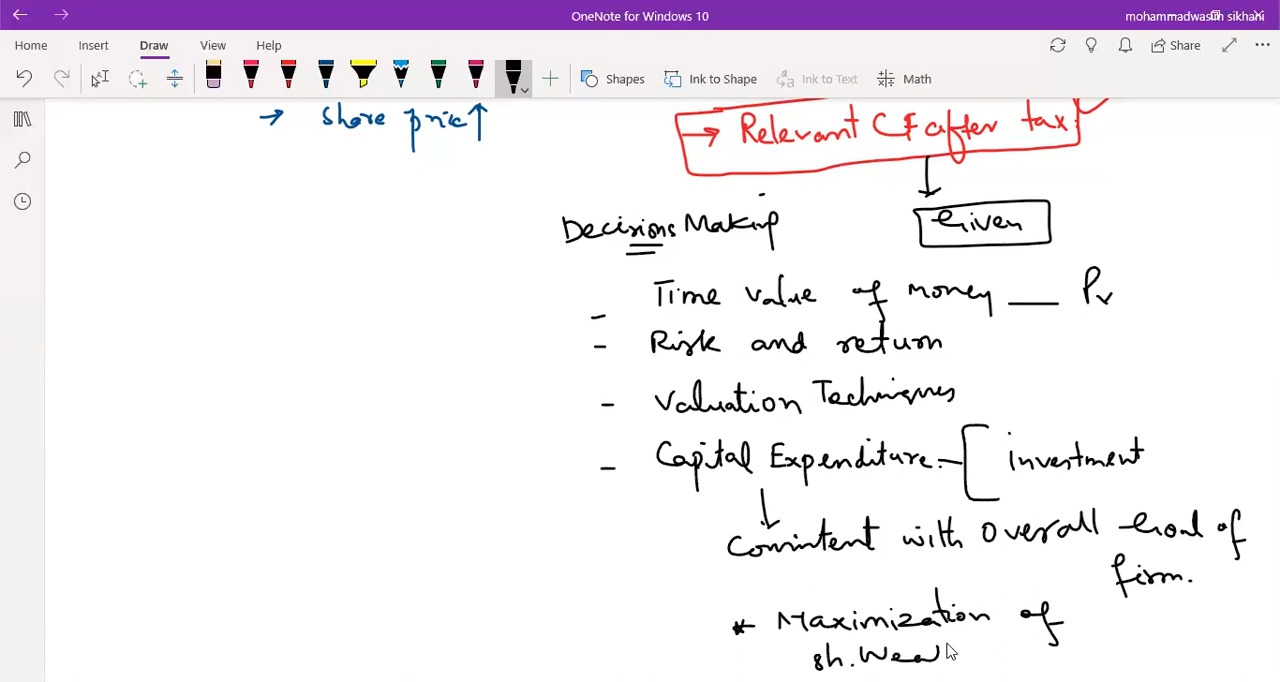 OneNote for Windows 10
mohammadwasim sikhani
Home Insert Draw View Help
Share
Shapes Ink to Shape Ink to Text Math
→ Share price↑
→ Relevant CF after tax
Decisions Making
Given
Time value of money __ Pv
- Risk and return
- Valuation Techniques
- Capital Expenditure. - [ investment
Consistent with Overall Goal of
firm.
* Maximization of
sh. Wea